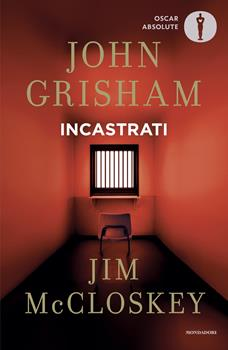 OSCAR
ABSOLUTE
JOHN
GRISHAM
INCASTRATI
JIM
McCLOSKEY
MONDADORI